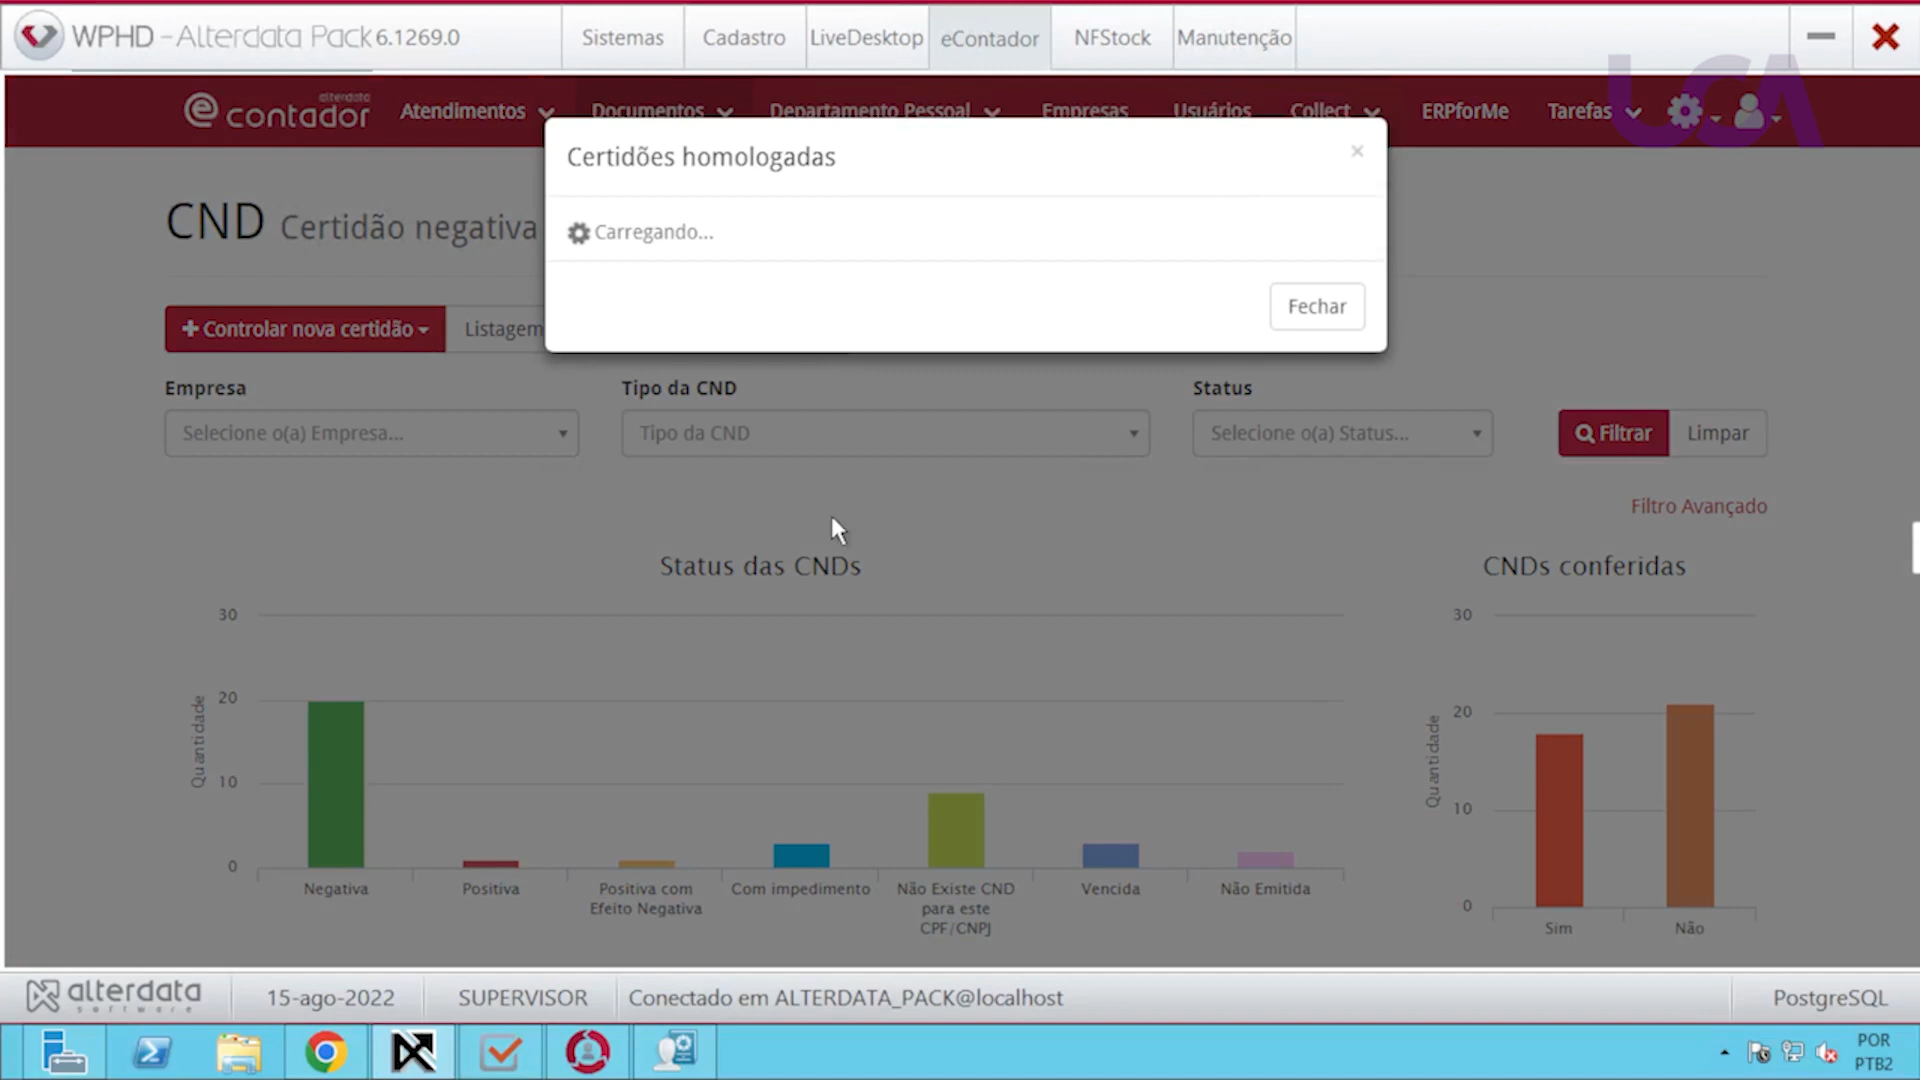 WPHD - Alterdata Pack 6.1269.0
Sistemas
Cadastro
LiveDesktop
eContador
NFStock
Manutenção
UCA
alterdata
econtador
Atendimentos
Documentos
Departamento Pessoal
Empresas
Usuários
Collect
ERPforMe
Tarefas
Certidões homologadas
×
Carregando...
Fechar
CND Certidão negativa
Controlar nova certidão
Listagem
Empresa
Tipo da CND
Status
Selecione o(a) Empresa...
Tipo da CND
Selecione o(a) Status...
Filtrar
Limpar
Filtro Avançado
Status das CNDs
30
20
10
0
Quantidade
Negativa
Positiva
Positiva com
Efeito Negativa
Com impedimento
Não Existe CND
para este
CPF/CNPJ
Vencida
Não Emitida
CNDs conferidas
30
20
10
0
Quantidade
Sim
Não
alterdata
software
15-ago-2022
SUPERVISOR
Conectado em ALTERDATA_PACK@localhost
PostgreSQL
POR
PTB2